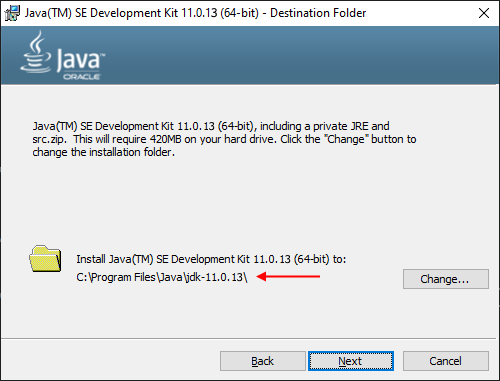 Java(TM) SE Development Kit 11.0.13 (64-bit) - Destination Folder
Java™
ORACLE
Java(TM) SE Development Kit 11.0.13 (64-bit), including a private JRE and
src.zip.  This will require 420MB on your hard drive. Click the "Change" button to
change the installation folder.
Install Java(TM) SE Development Kit 11.0.13 (64-bit) to:
C:\Program Files\Java\jdk-11.0.13\
Change...
Back
Next
Cancel